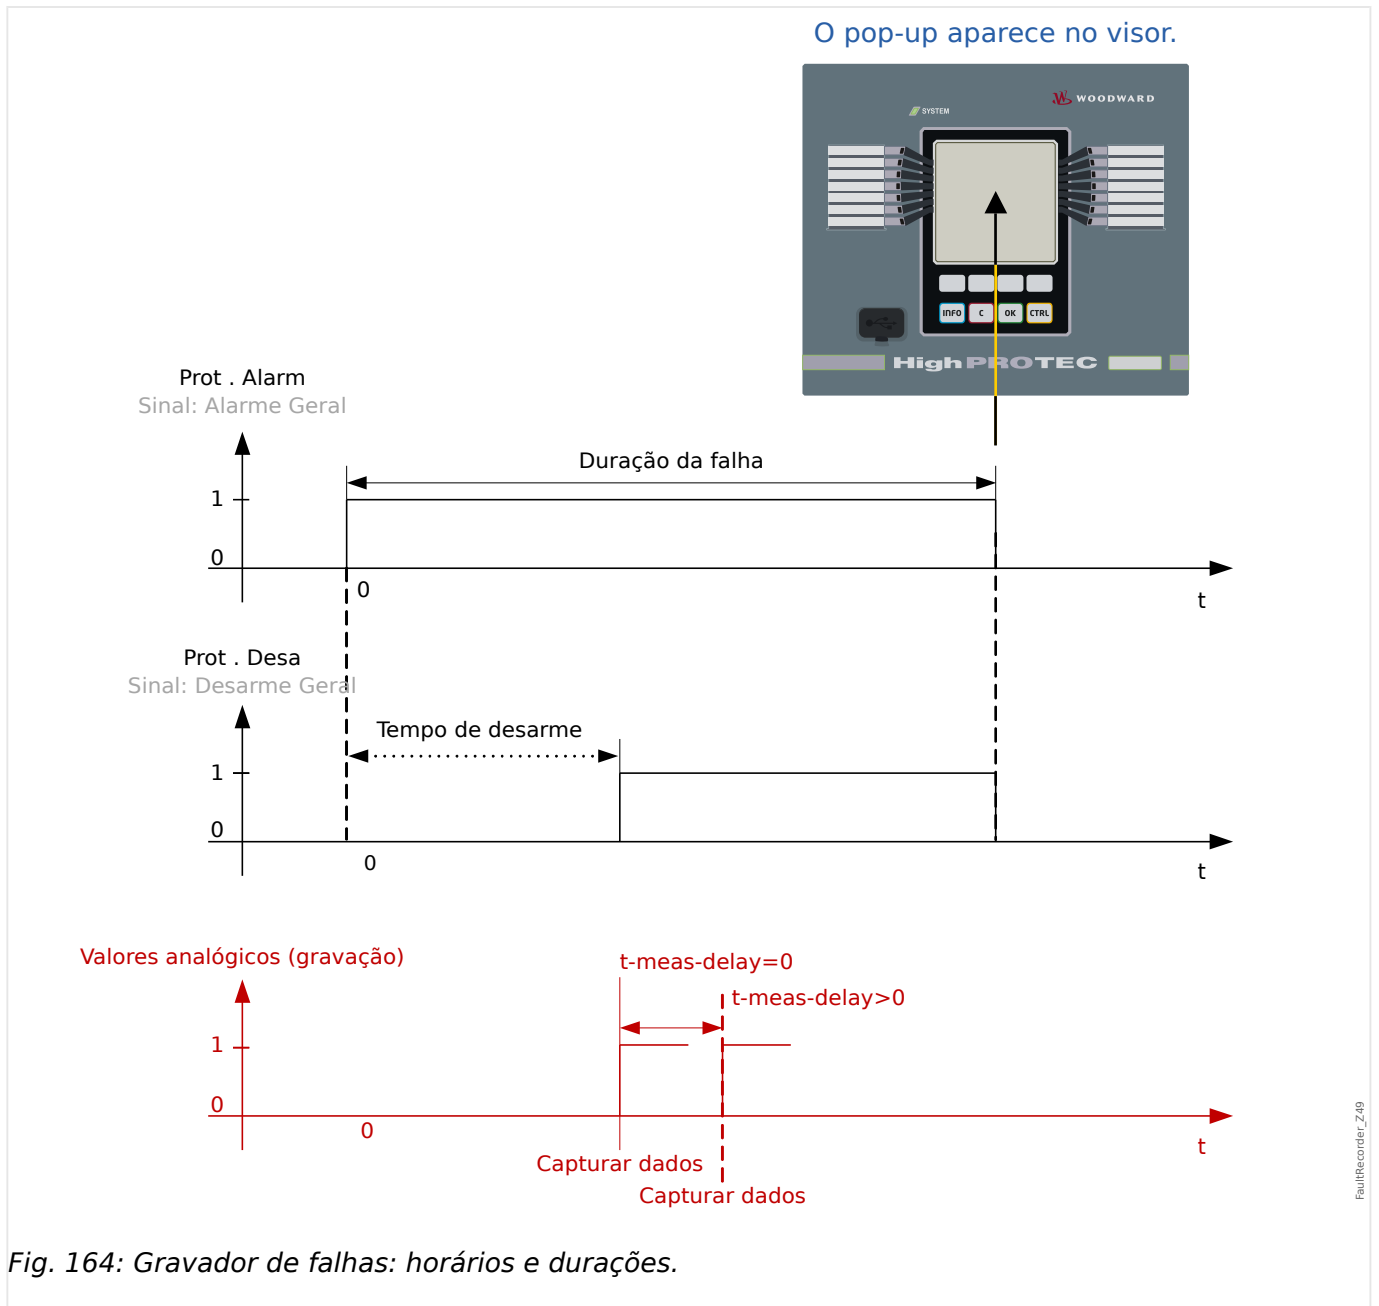 O pop-up aparece no visor.
WOODWARD
SYSTEM
INFO
C
OK
CTRL
HighPROTEC
Prot . Alarm
Sinal: Alarme Geral
Duração da falha
1
0
0
t
Prot . Desa
Sinal: Desarme Geral
Tempo de desarme
1
0
0
t
Valores analógicos (gravação)
t-meas-delay=0
t-meas-delay>0
1
0
0
t
Capturar dados
Capturar dados
FaultRecorder_Z49
Fig. 164: Gravador de falhas: horários e durações.